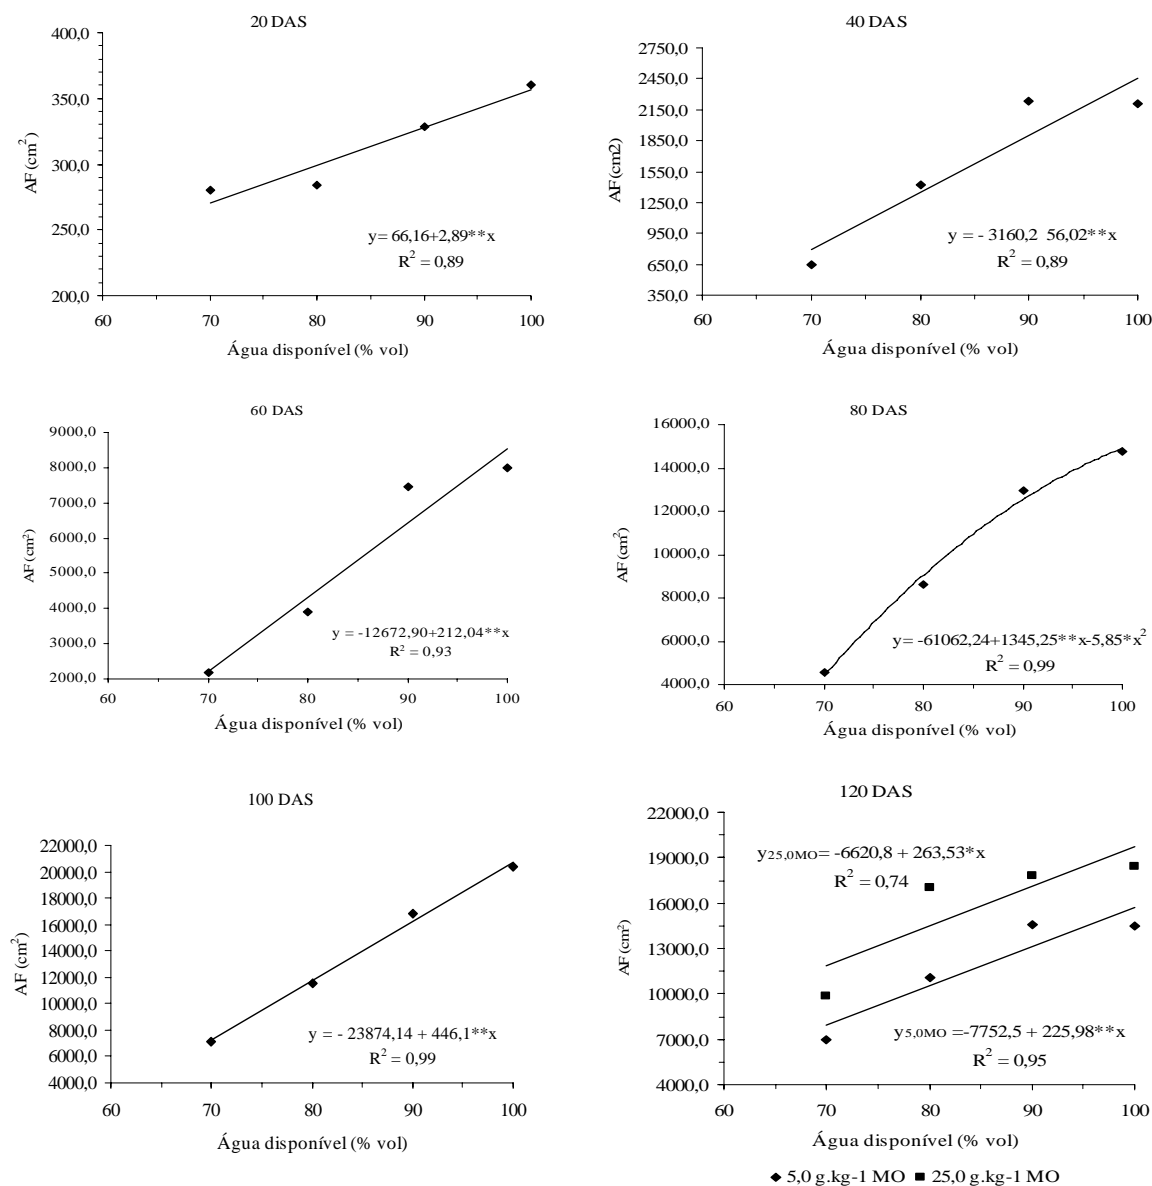 20 DAS
400,0
350,0
300,0
250,0
200,0
AF (cm²)
y= 66,16+2,89**x
R² = 0,89
60 70 80 90 100
Água disponível (% vol)
40 DAS
2750,0
2450,0
2150,0
1850,0
1550,0
1250,0
950,0
650,0
350,0
AF (cm2)
y = - 3160,2 56,02**x
R² = 0,89
60 70 80 90 100
Água disponível (% vol)
60 DAS
9000,0
8000,0
7000,0
6000,0
5000,0
4000,0
3000,0
2000,0
AF (cm²)
y = -12672,90+212,04**x
R² = 0,93
60 70 80 90 100
Água disponível (% vol)
80 DAS
16000,0
14000,0
12000,0
10000,0
8000,0
6000,0
4000,0
AF (cm²)
y= -61062,24+1345,25**x-5,85*x²
R² = 0,99
60 70 80 90 100
Água disponível (% vol)
100 DAS
22000,0
20000,0
18000,0
16000,0
14000,0
12000,0
10000,0
8000,0
6000,0
4000,0
AF (cm²)
y = - 23874,14 + 446,1**x
R² = 0,99
60 70 80 90 100
Água disponível (% vol)
120 DAS
22000,0
19000,0
16000,0
13000,0
10000,0
7000,0
4000,0
AF (cm²)
y25,0MO= -6620,8 + 263,53*x
R² = 0,74
y5,0MO =-7752,5 + 225,98**x
R² = 0,95
60 70 80 90 100
Água disponível (% vol)
5,0 g.kg-1 MO 25,0 g.kg-1 MO